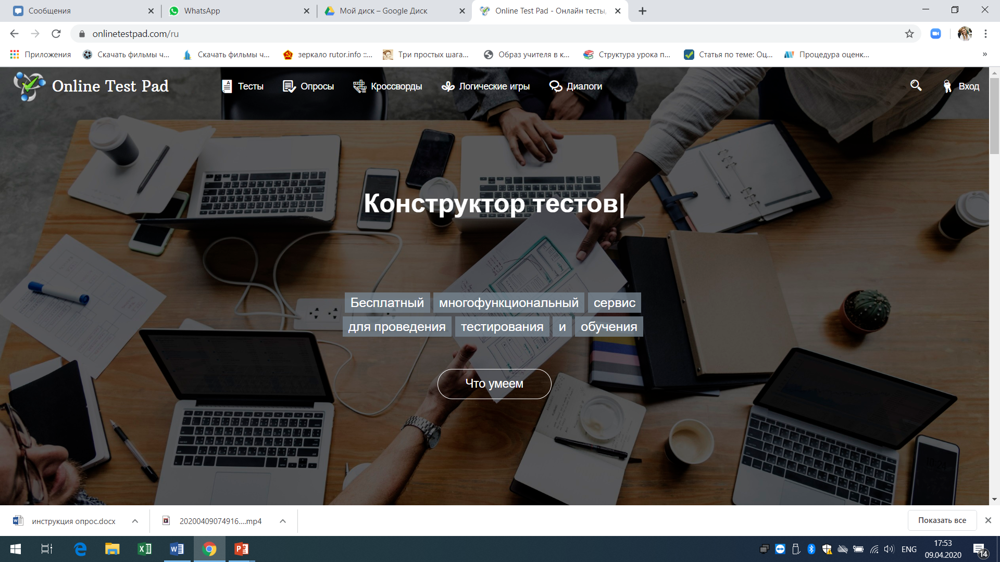 Сообщения
WhatsApp
Мой диск – Google Диск
Online Test Pad - Онлайн тесты,
onlinetestpad.com/ru
Приложения
Скачать фильмы ч...
Скачать фильмы ч...
зеркало rutor.info ::...
Три простых шага...
Образ учителя в к...
Структура урока п...
Статья по теме: Оц...
Процедура оценк...
»
Online Test Pad
Тесты
Опросы
Кроссворды
Логические игры
Диалоги
Вход
Конструктор тестов|
Бесплатный многофункциональный сервис
для проведения тестирования и обучения
Что умеем
инструкция опрос.docx
20200409074916....mp4
Показать все
ENG
17:53
09.04.2020
14